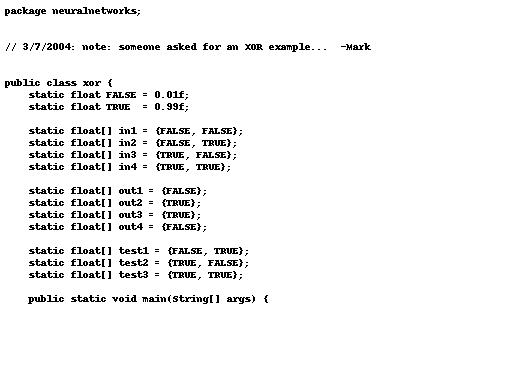 package neuralnetworks;
// 3/7/2004: note: someone asked for an XOR example... -Mark
public class xor {
static float FALSE = 0.01f;
static float TRUE = 0.99f;
static float[] in1 = {FALSE, FALSE};
static float[] in2 = {FALSE, TRUE};
static float[] in3 = {TRUE, FALSE};
static float[] in4 = {TRUE, TRUE};
static float[] out1 = {FALSE};
static float[] out2 = {TRUE};
static float[] out3 = {TRUE};
static float[] out4 = {FALSE};
static float[] test1 = {FALSE, TRUE};
static float[] test2 = {TRUE, FALSE};
static float[] test3 = {TRUE, TRUE};
public static void main(String[] args) {